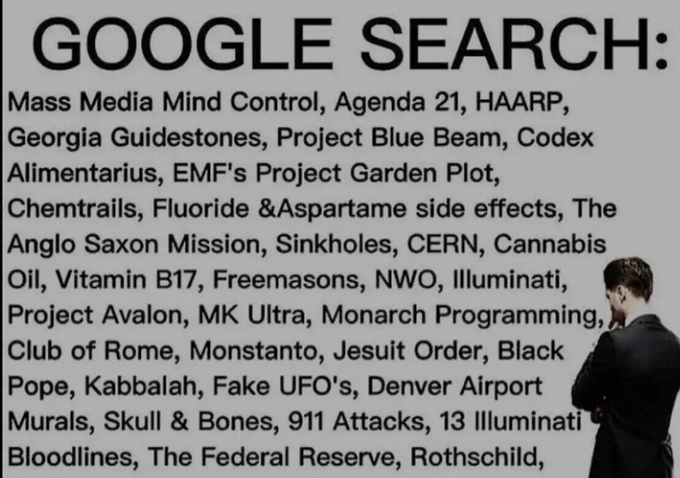 GOOGLE SEARCH:
Mass Media Mind Control, Agenda 21, HAARP,
Georgia Guidestones, Project Blue Beam, Codex
Alimentarius, EMF's Project Garden Plot,
Chemtrails, Fluoride &Aspartame side effects, The
Anglo Saxon Mission, Sinkholes, CERN, Cannabis
Oil, Vitamin B17, Freemasons, NWO, Illuminati,
Project Avalon, MK Ultra, Monarch Programming,
Club of Rome, Monstanto, Jesuit Order, Black
Pope, Kabbalah, Fake UFO's, Denver Airport
Murals, Skull & Bones, 911 Attacks, 13 Illuminati
Bloodlines, The Federal Reserve, Rothschild,